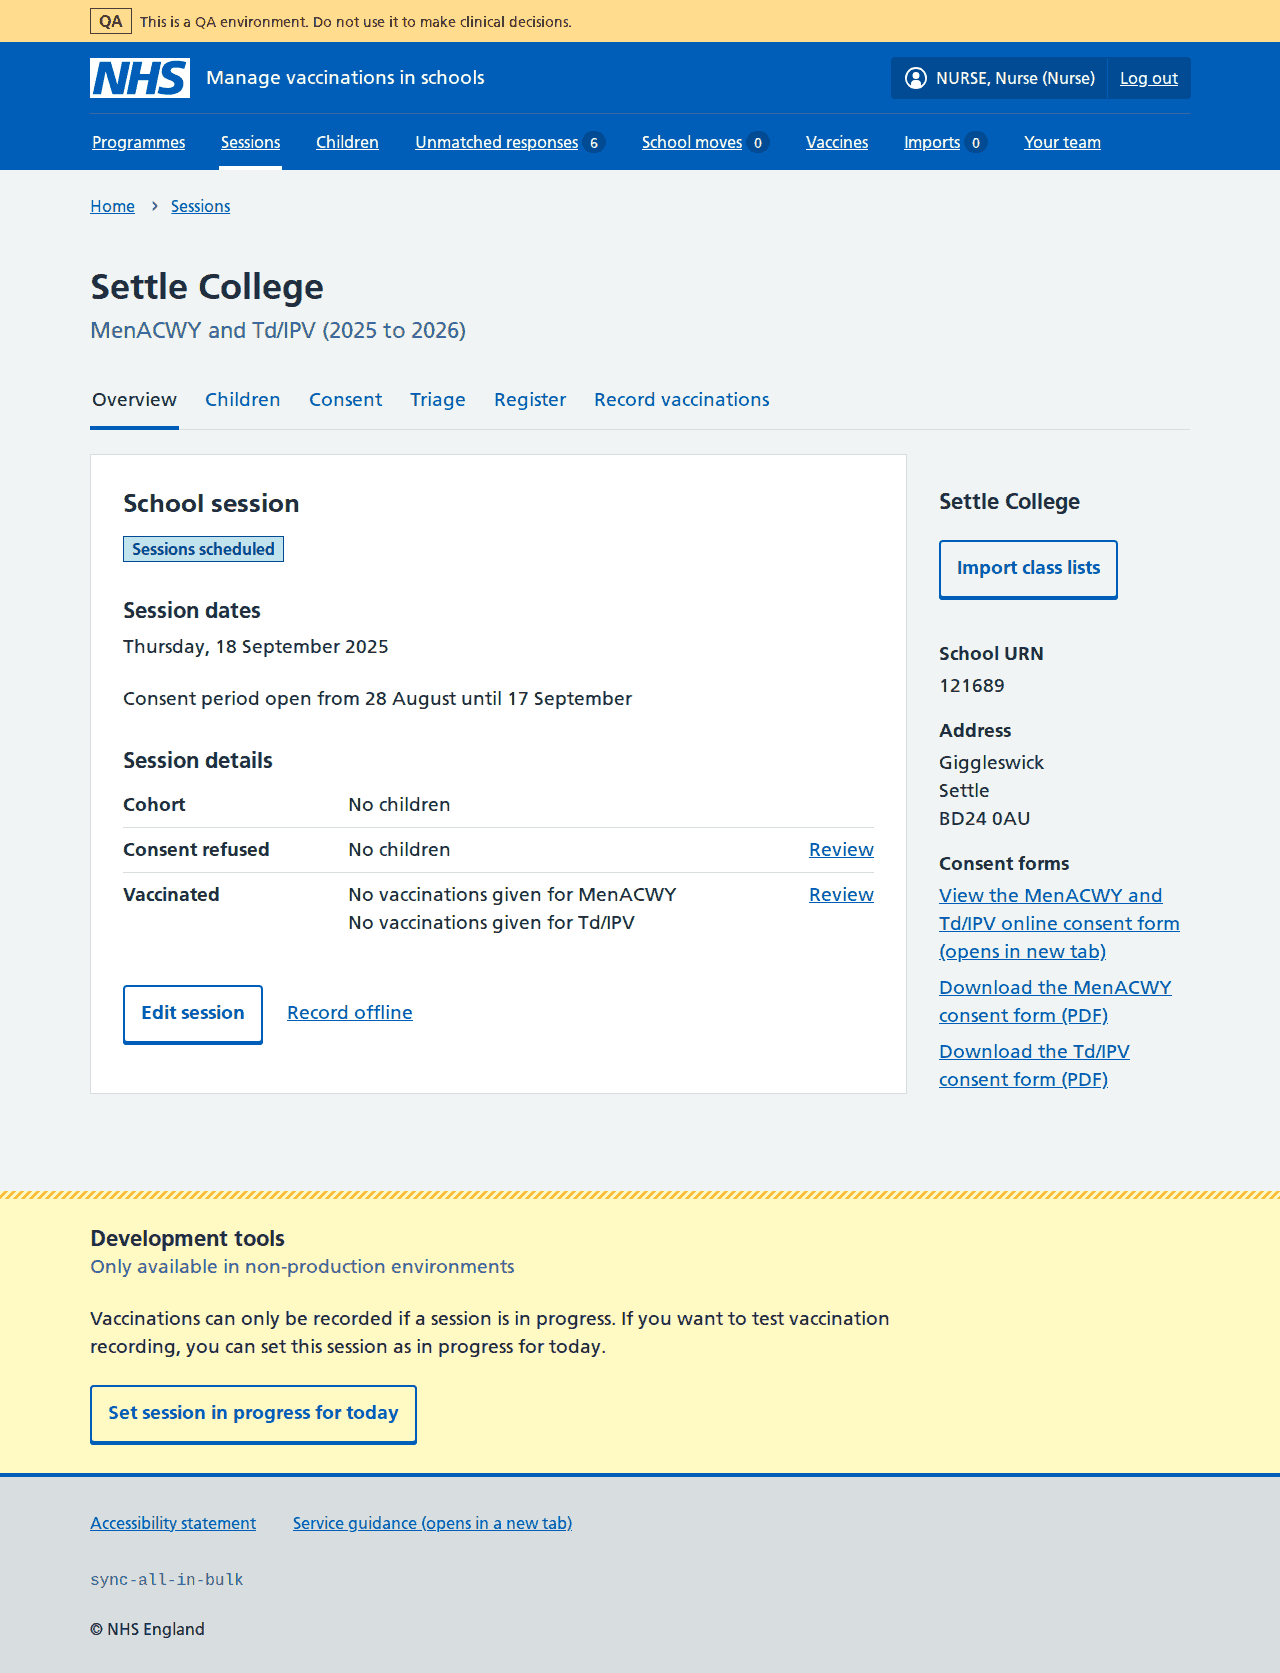 QA This is a QA environment. Do not use it to make clinical decisions.
NHS Manage vaccinations in schools NURSE, Nurse (Nurse) Log out
Programmes Sessions Children Unmatched responses 6 School moves 0 Vaccines Imports 0 Your team
Home Sessions
Settle College
MenACWY and Td/IPV (2025 to 2026)
Overview Children Consent Triage Register Record vaccinations
School session
Sessions scheduled
Session dates
Thursday, 18 September 2025
Consent period open from 28 August until 17 September
Session details
Cohort No children
Consent refused No children Review
Vaccinated No vaccinations given for MenACWY Review
No vaccinations given for Td/IPV
Edit session Record offline
Settle College
Import class lists
School URN
121689
Address
Giggleswick
Settle
BD24 0AU
Consent forms
View the MenACWY and
Td/IPV online consent form
(opens in new tab)
Download the MenACWY
consent form (PDF)
Download the Td/IPV
consent form (PDF)
Development tools
Only available in non-production environments
Vaccinations can only be recorded if a session is in progress. If you want to test vaccination
recording, you can set this session as in progress for today.
Set session in progress for today
Accessibility statement Service guidance (opens in a new tab)
sync-all-in-bulk
© NHS England